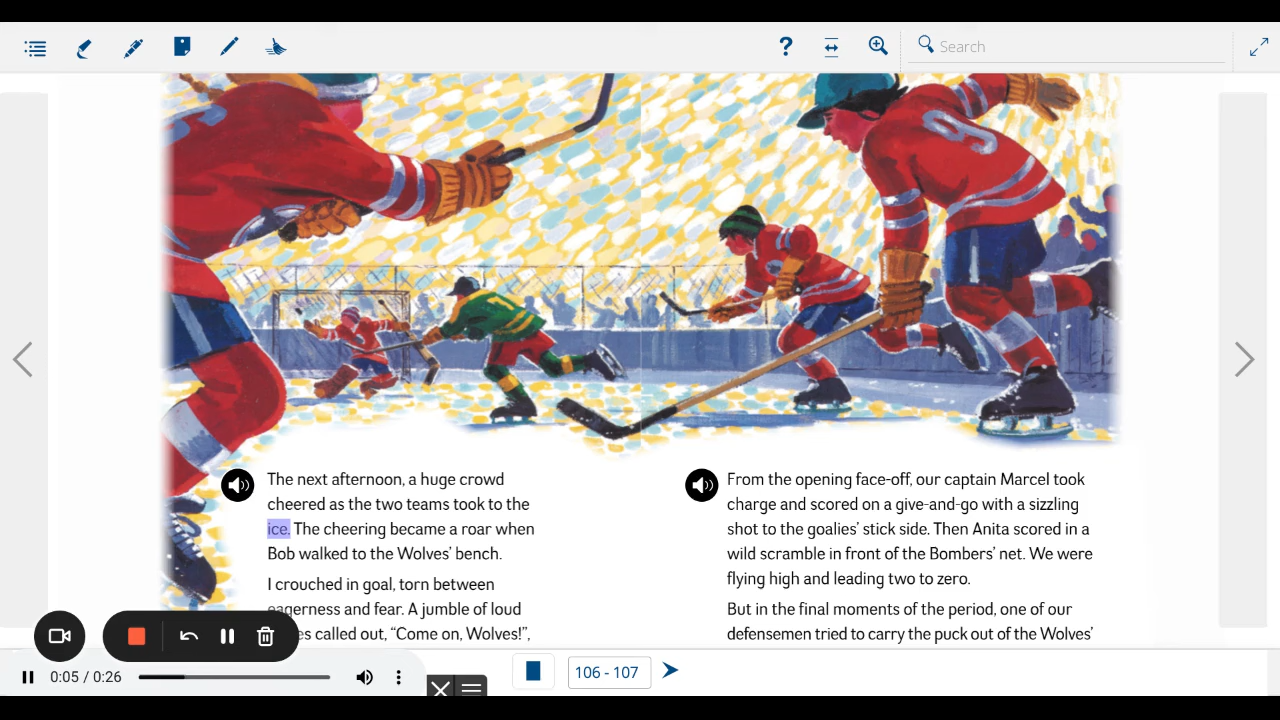 Search
9
The next afternoon, a huge crowd
cheered as the two teams took to the
ice. The cheering became a roar when
Bob walked to the Wolves' bench.
I crouched in goal, torn between
eagerness and fear. A jumble of loud
called out, “Come on, Wolves!”,
From the opening face-off, our captain Marcel took
charge and scored on a give-and-go with a sizzling
shot to the goalies' stick side. Then Anita scored in a
wild scramble in front of the Bombers' net. We were
flying high and leading two to zero.
But in the final moments of the period, one of our
defensemen tried to carry the puck out of the Wolves'
0:05 / 0:26
106 - 107